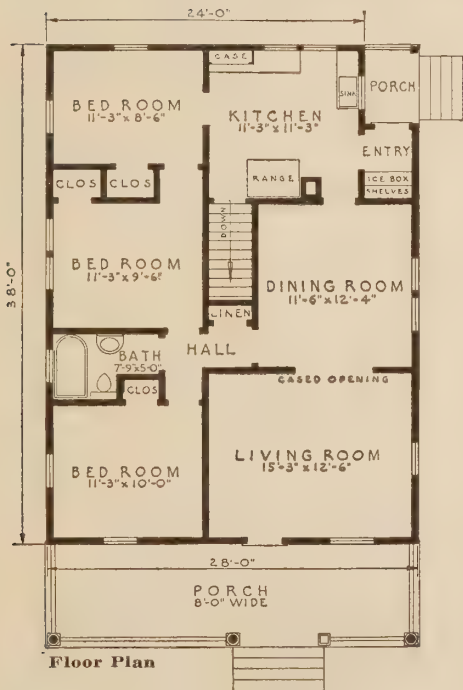 24'-0"
CASE
BED ROOM
11'-3" x 8'-6"
KITCHEN
11'-3" x 11'-3"
SINK
PORCH
ENTRY
ICE BOX
SHELVES
RANGE
CLOS
CLOS
DOWN
38'-0"
BED ROOM
11'-3" x 9'-6"
DINING ROOM
11'-6" x 12'-4"
LINEN
BATH
7'-9" x 5'-0"
HALL
CASED OPENING
CLOS
BED ROOM
11'-3" x 10'-0"
LIVING ROOM
15'-3" x 12'-6"
28'-0"
PORCH
8'-0" WIDE
Floor Plan